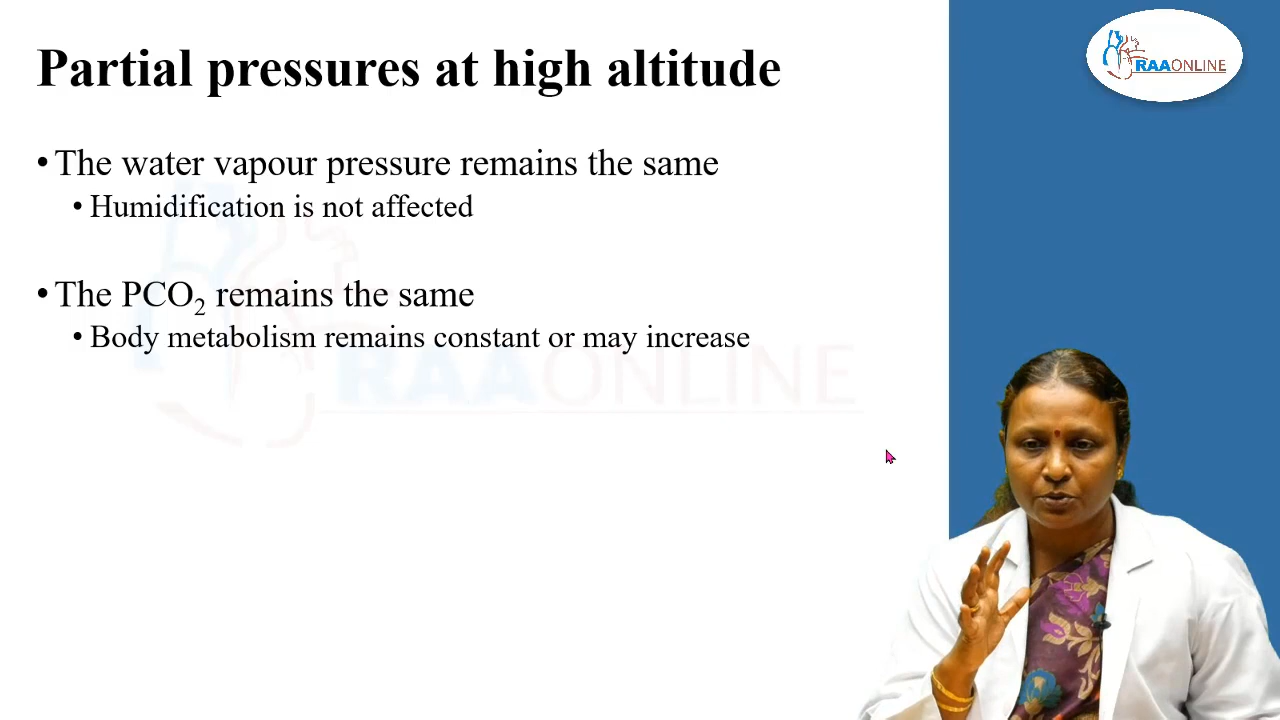 Partial pressures at high altitude
RAAONLINE
• The water vapour pressure remains the same
• Humidification is not affected
• The PCO₂ remains the same
• Body metabolism remains constant or may increase
RAAONLINE